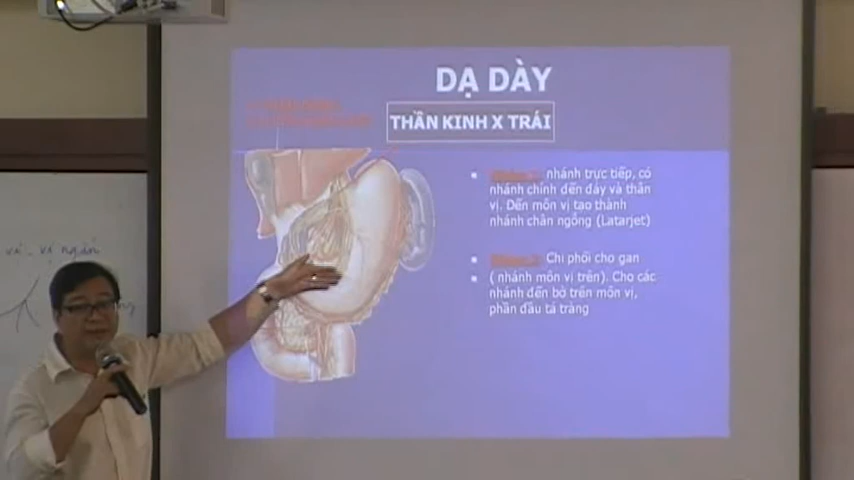 DẠ DÀY
THẦN KINH X TRÁI
nhánh trực tiếp, có
nhánh chính đến đáy và thân
vị. Đến môn vị tạo thành
nhánh chân ngỗng (Latarjet)
Chi phối cho gan
( nhánh môn vị trên). Cho các
nhánh đến bờ trên môn vị,
phần đầu tá tràng